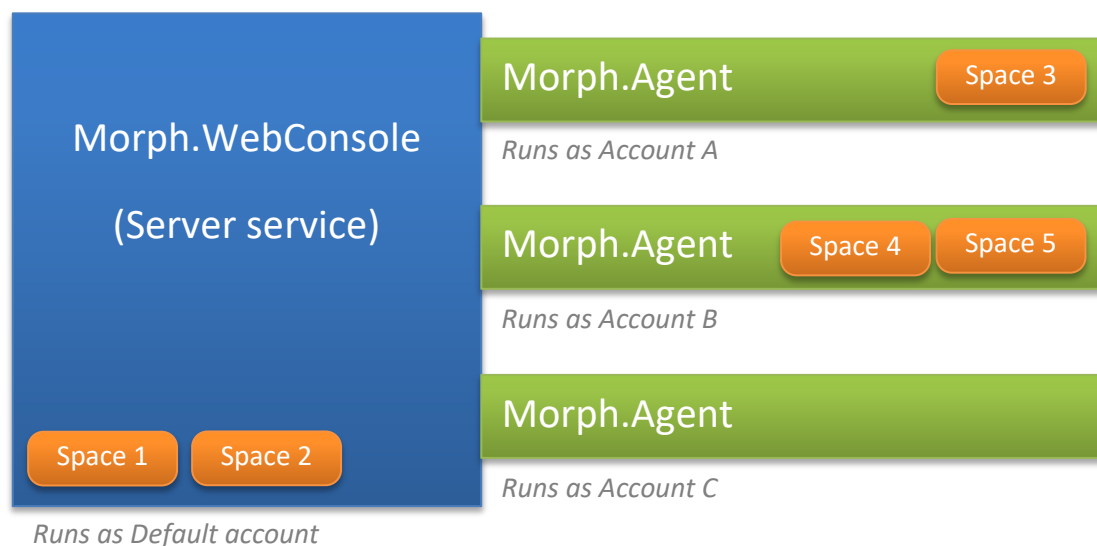 Morph.WebConsole
(Server service)
Space 1
Space 2
Runs as Default account
Morph.Agent
Space 3
Runs as Account A
Morph.Agent
Space 4
Space 5
Runs as Account B
Morph.Agent
Runs as Account C